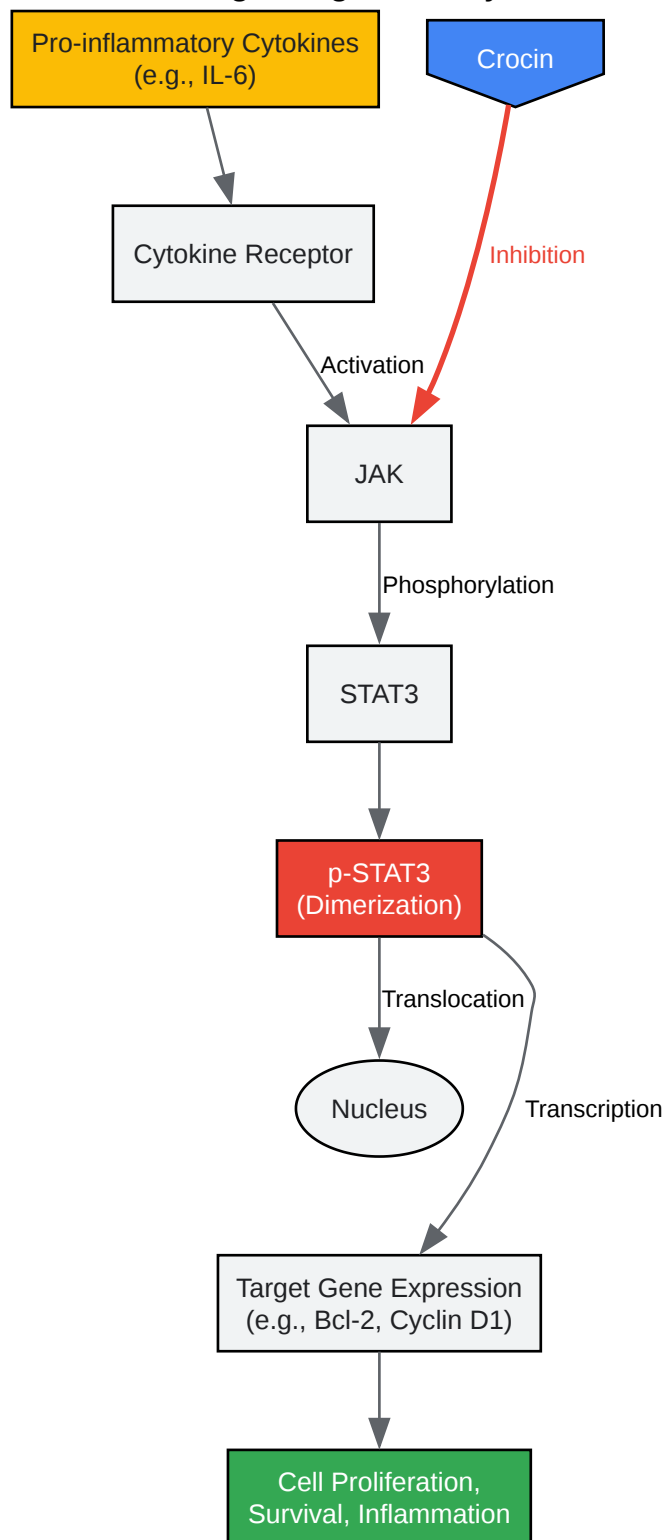 Pro-inflammatory Cytokines
(e.g., IL-6)
Crocin
Cytokine Receptor
Inhibition
Activation
JAK
Phosphorylation
STAT3
p-STAT3
(Dimerization)
Translocation
Nucleus
Transcription
Target Gene Expression
(e.g., Bcl-2, Cyclin D1)
Cell Proliferation,
Survival, Inflammation